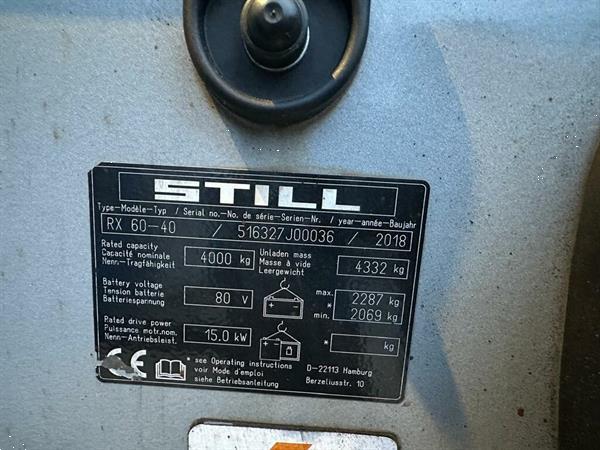 STILL
Type-Modèle-Typ / Serial no.-No. de série-Serien-Nr. / year-année-Baujahr
RX 60-40 / 516327J00036 / 2018
Rated capacity
Capacité nominale
Nenn-Tragfähigkeit
4000 kg
Unladen mass
Masse à vide
Leergewicht
4332 kg
Battery voltage
Tension batterie
Batteriespannung
80 V
max. 2287 kg
*
min. 2069 kg
Rated drive power
Puissance motr.nom.
Nenn-Antriebsleist.
15.0 kW
* kg
CE
* see Operating instructions
voir Mode d'emploi
siehe Betriebsanleitung
D-22113 Hamburg
Berzeliusstr. 10